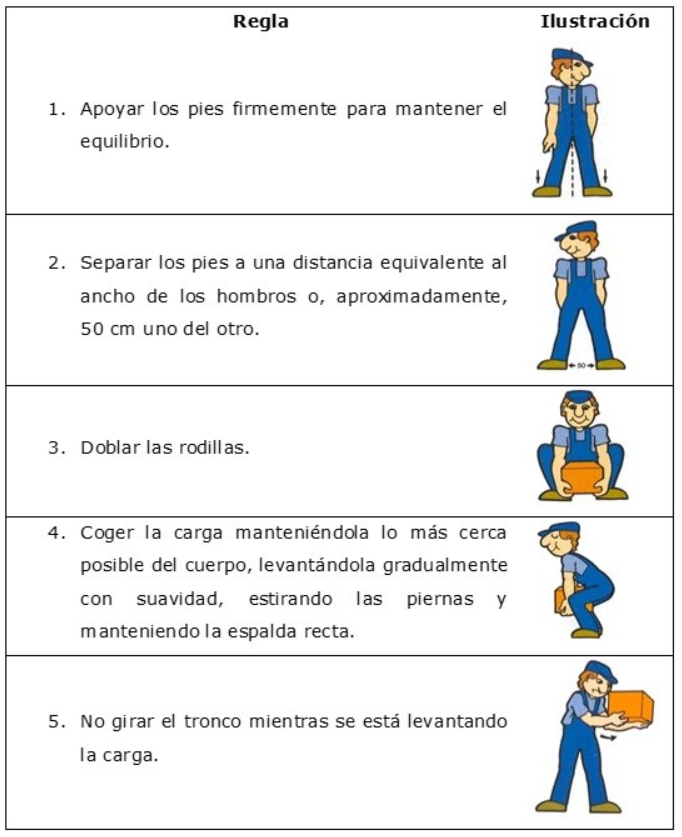 Regla Ilustración
1. Apoyar los pies firmemente para mantener el
equilibrio.
2. Separar los pies a una distancia equivalente al
ancho de los hombros o, aproximadamente,
50 cm uno del otro.
50
3. Doblar las rodillas.
4. Coger la carga manteniéndola lo más cerca
posible del cuerpo, levantándola gradualmente
con suavidad, estirando las piernas y
manteniendo la espalda recta.
5. No girar el tronco mientras se está levantando
la carga.